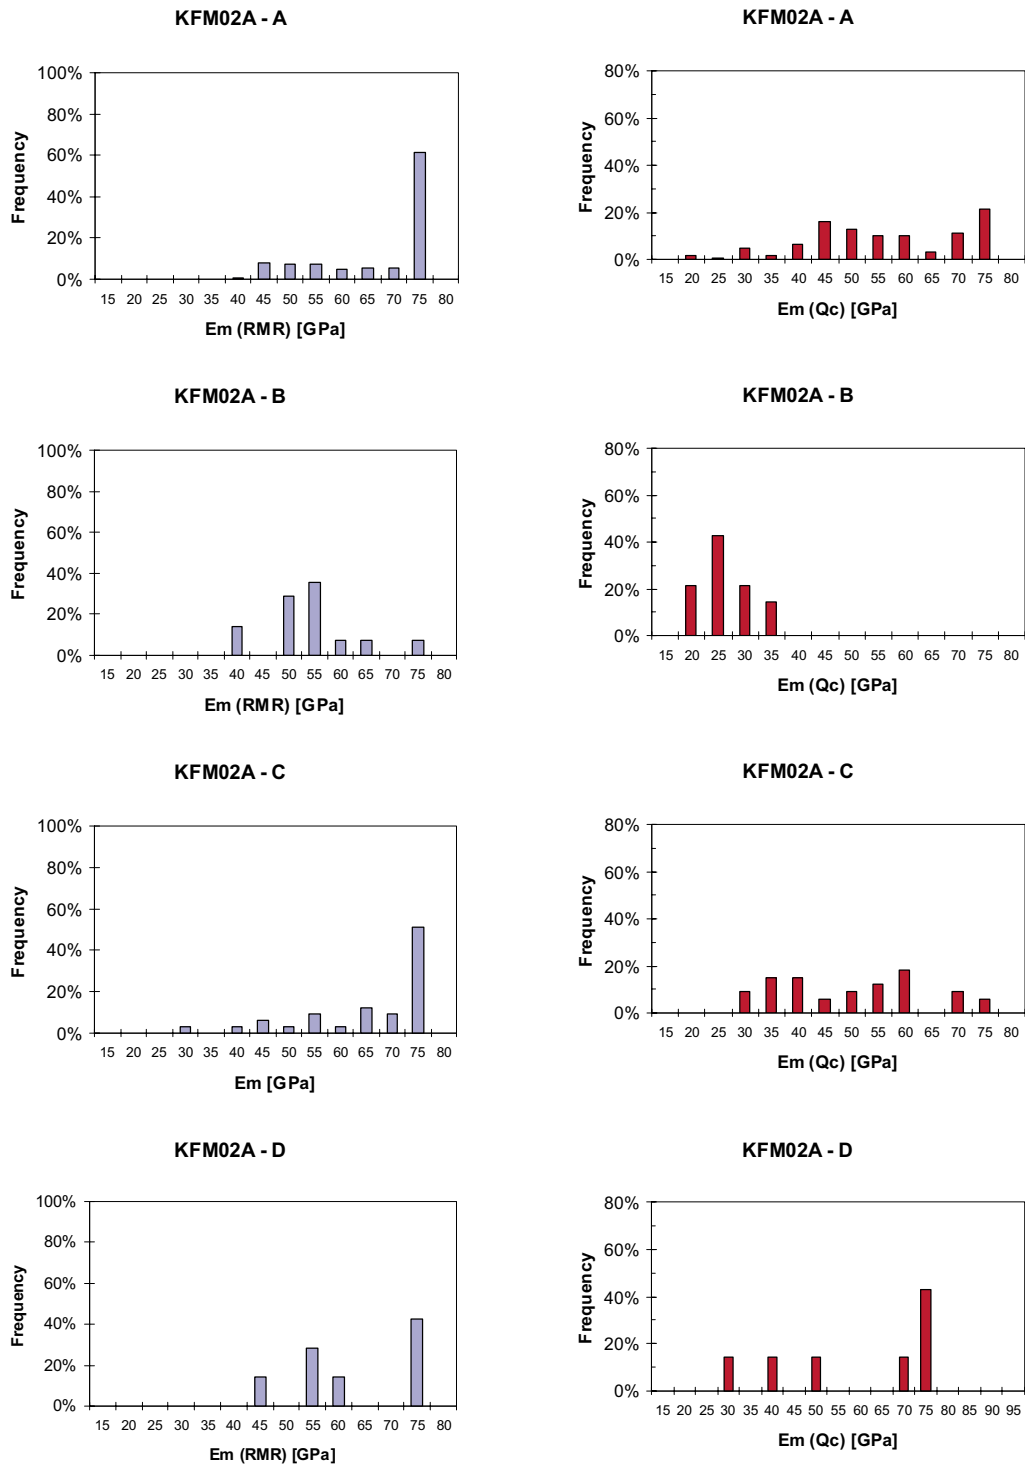 KFM02A - A
100%
80%
60%
40%
20%
0%
Frequency
15 20 25 30 35 40 45 50 55 60 65 70 75 80
Em (RMR) [GPa]
KFM02A - A
80%
60%
40%
20%
0%
Frequency
15 20 25 30 35 40 45 50 55 60 65 70 75 80
Em (Qc) [GPa]
KFM02A - B
100%
80%
60%
40%
20%
0%
Frequency
15 20 25 30 35 40 45 50 55 60 65 70 75 80
Em (RMR) [GPa]
KFM02A - B
80%
60%
40%
20%
0%
Frequency
15 20 25 30 35 40 45 50 55 60 65 70 75 80
Em (Qc) [GPa]
KFM02A - C
100%
80%
60%
40%
20%
0%
Frequency
15 20 25 30 35 40 45 50 55 60 65 70 75 80
Em [GPa]
KFM02A - C
80%
60%
40%
20%
0%
Frequency
15 20 25 30 35 40 45 50 55 60 65 70 75 80
Em (Qc) [GPa]
KFM02A - D
100%
80%
60%
40%
20%
0%
Frequency
15 20 25 30 35 40 45 50 55 60 65 70 75 80
Em (RMR) [GPa]
KFM02A - D
80%
60%
40%
20%
0%
Frequency
15 20 25 30 35 40 45 50 55 60 65 70 75 80 85 90 95
Em (Qc) [GPa]